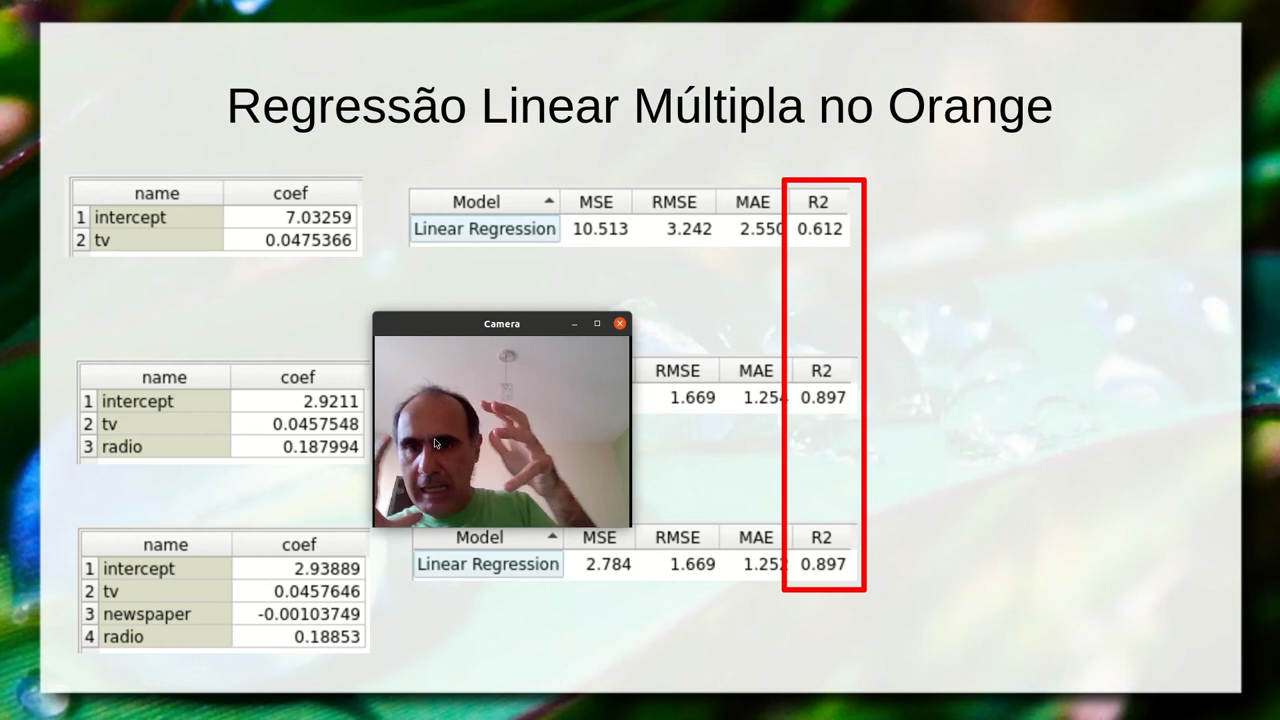 Regressão Linear Múltipla no Orange
name coef
1 intercept 7.03259
2 tv 0.0475366
Model MSE RMSE MAE R2
Linear Regression 10.513 3.242 2.550 0.612
Camera
name coef
1 intercept 2.9211
2 tv 0.0457548
3 radio 0.187994
RMSE MAE R2
1.669 1.254 0.897
name coef
1 intercept 2.93889
2 tv 0.0457646
3 newspaper -0.00103749
4 radio 0.18853
Model MSE RMSE MAE R2
Linear Regression 2.784 1.669 1.252 0.897